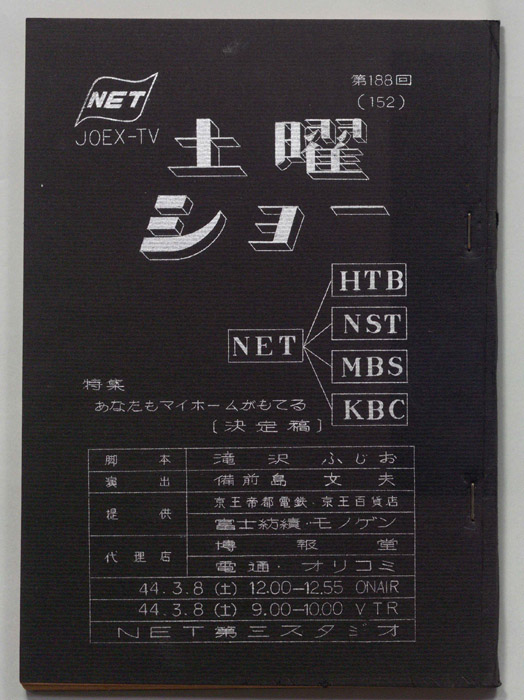 NET
JOEX-TV
第188回
(152)
土曜
ショー
NET
HTB
NST
MBS
KBC
特集
あなたもマイホームがもてる
〔決定稿〕
脚本 滝沢ふじお
演出 備前島文夫
提供 京王帝都電鉄・京王百貨店
富士紡績・モノゲン
代理店 博報堂
電通・オリコミ
44.3.8(土) 12.00-12.55 ONAIR
44.3.8(土) 9.00-10.00 VTR
NET第三スタジオ